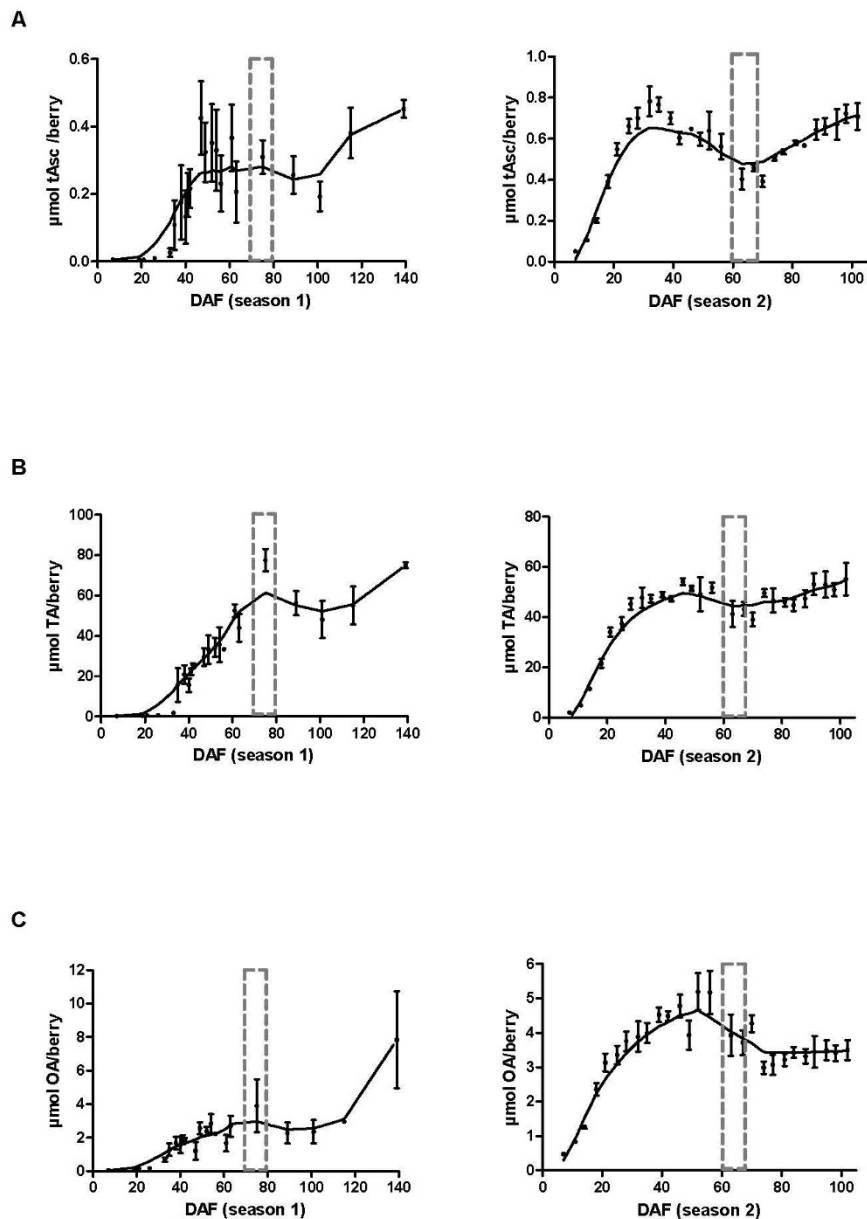 A
µmol tAsc /berry
0.6
0.4
0.2
0.0
0 20 40 60 80 100 120 140
DAF (season 1)
µmol tAsc/berry
1.0
0.8
0.6
0.4
0.2
0.0
0 20 40 60 80 100
DAF (season 2)
B
µmol TA/berry
100
80
60
40
20
0
0 20 40 60 80 100 120 140
DAF (season 1)
µmol TA/berry
80
60
40
20
0
0 20 40 60 80 100
DAF (season 2)
C
µmol OA/berry
12
10
8
6
4
2
0
0 20 40 60 80 100 120 140
DAF (season 1)
µmol OA/berry
6
5
4
3
2
1
0
0 20 40 60 80 100
DAF (season 2)